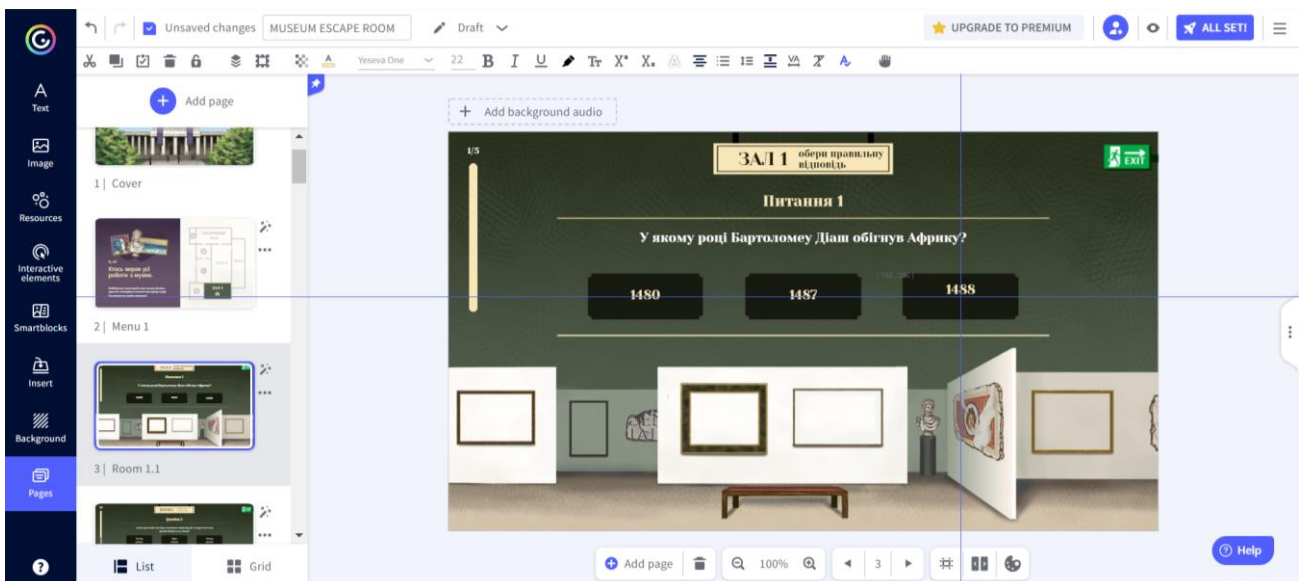 Unsaved changes
MUSEUM ESCAPE ROOM
Draft
UPGRADE TO PREMIUM
ALL SET!
Yeseva One
22
Text
Image
Resources
Interactive
elements
Smartblocks
Insert
Background
Pages
Add page
1 | Cover
2 | Menu 1
3 | Room 1.1
List
Grid
Add background audio
1/5
ЗАЛ 1
обери правильну
відповідь
EXIT
Питання 1
У якому році Бартоломеу Діаш обігнув Африку?
1480
1487
1488
Add page
100%
3
Help